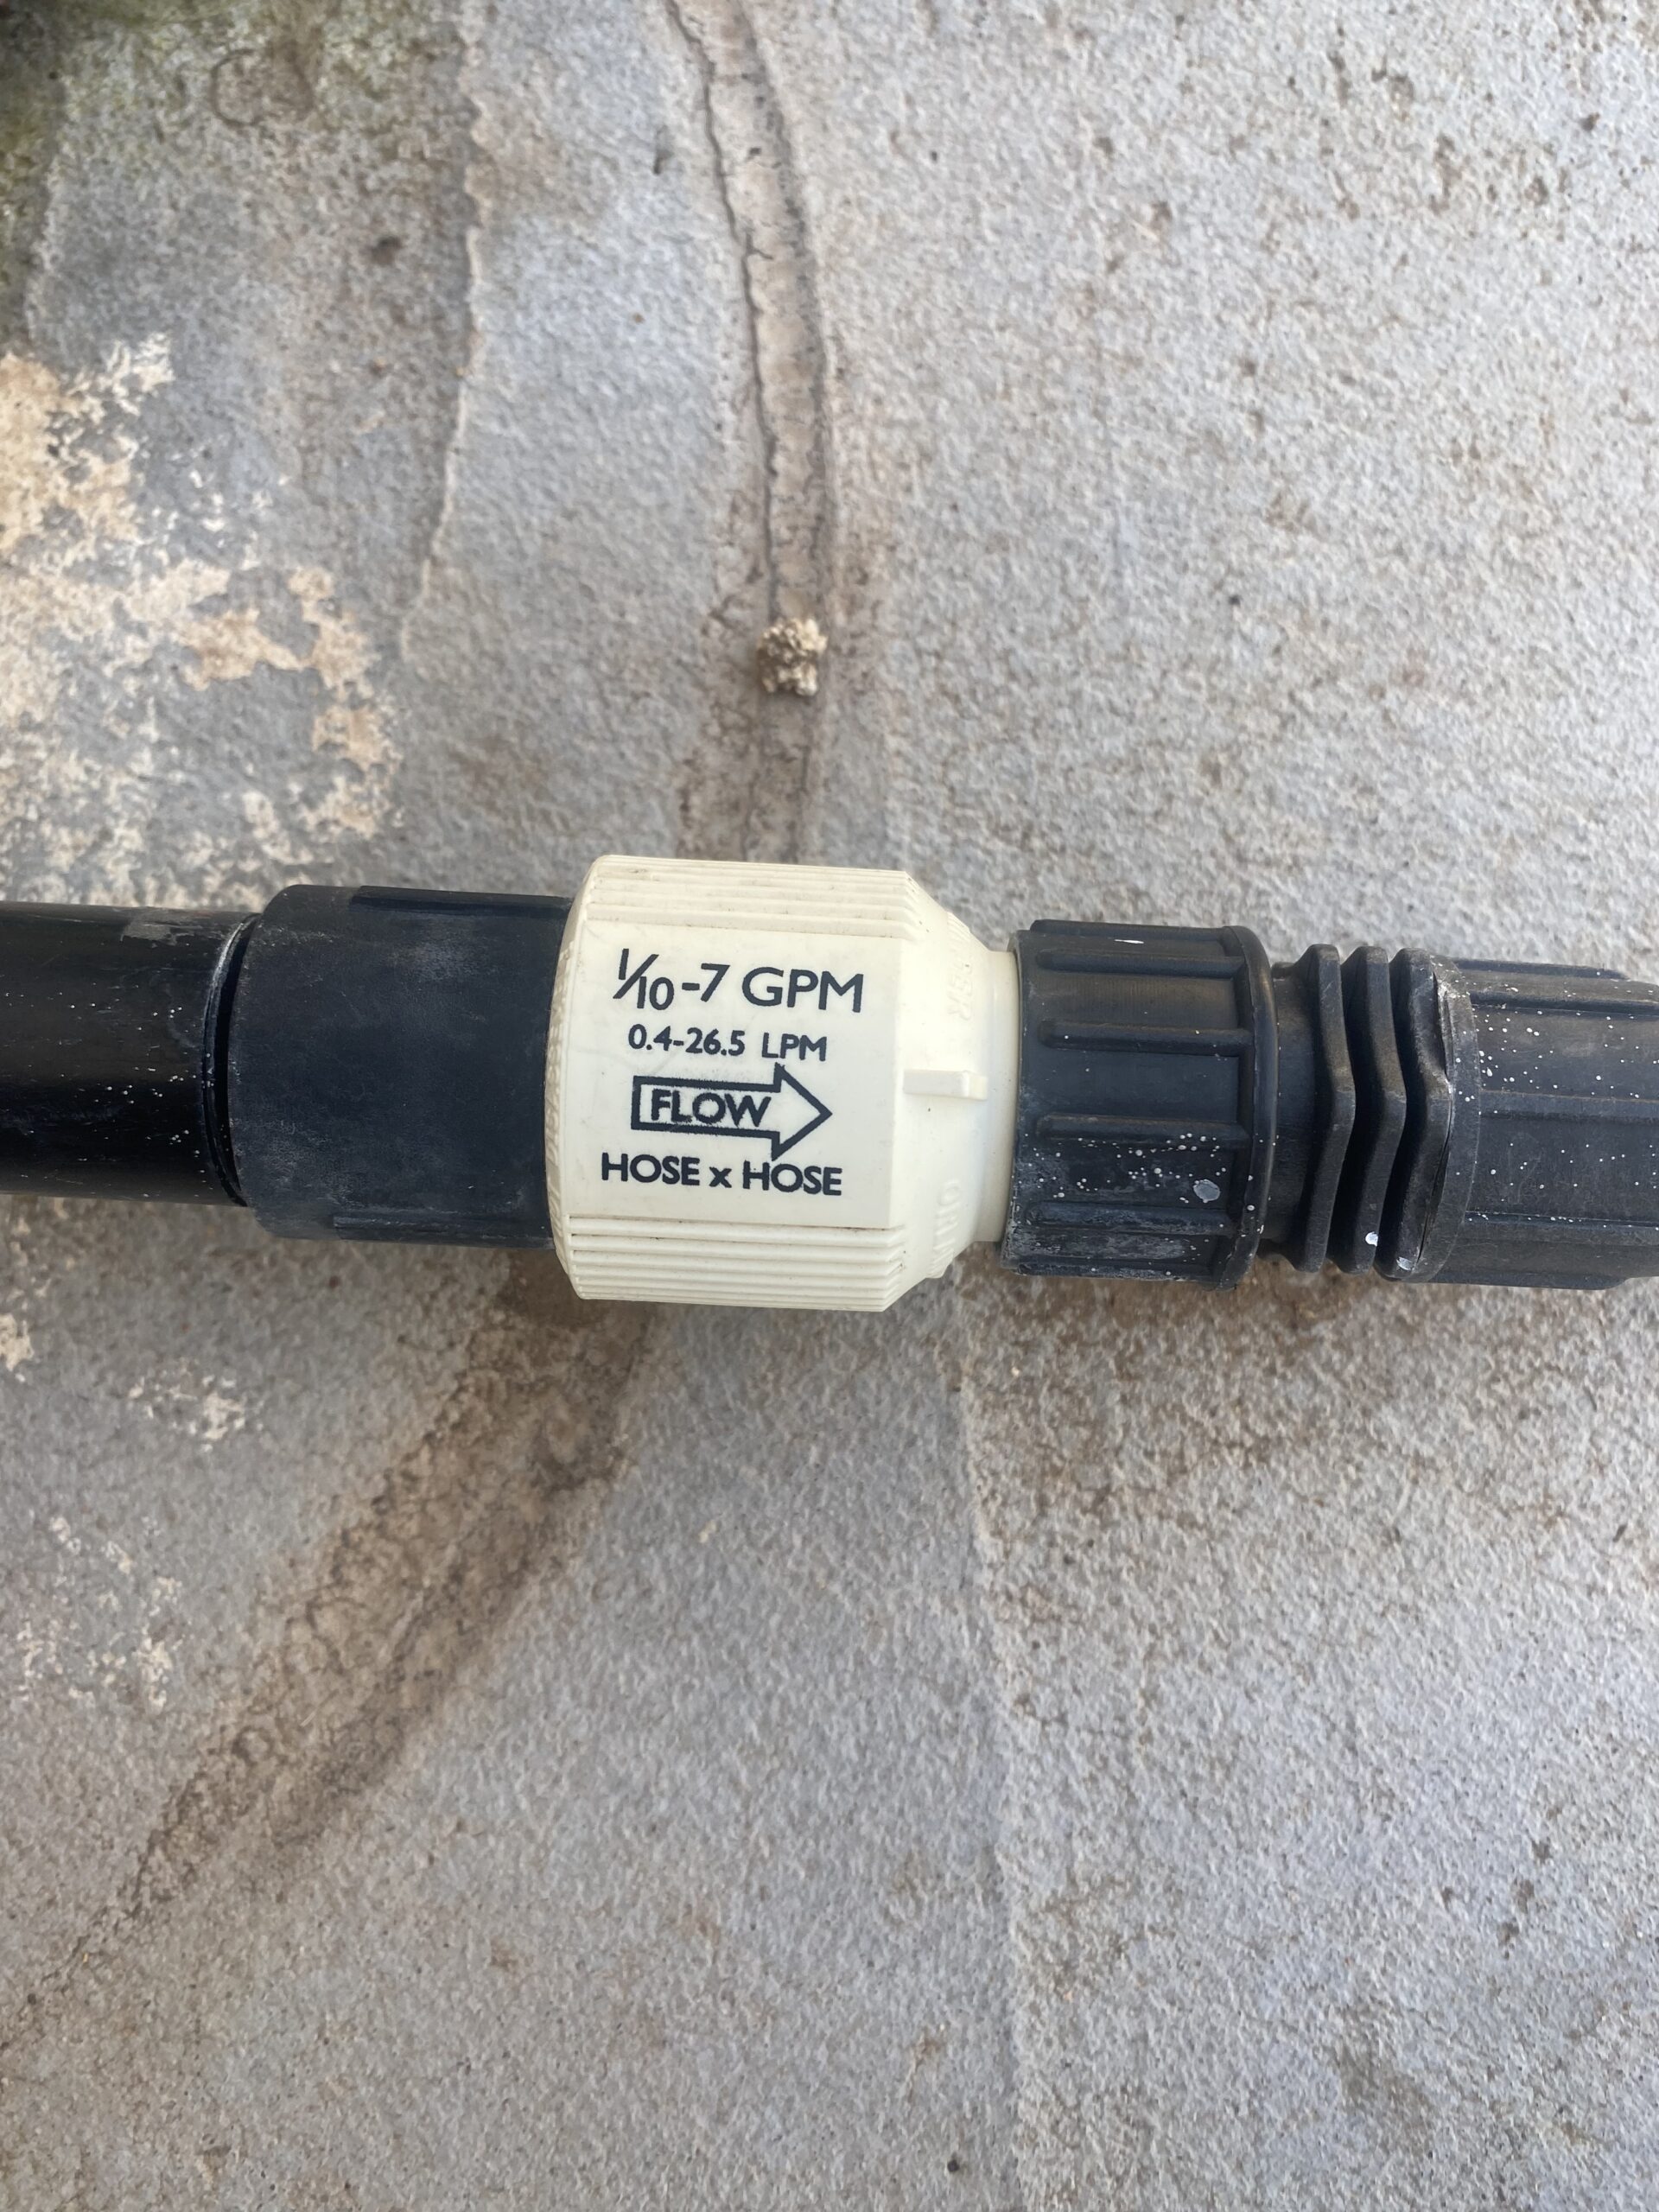 1/10-7 GPM
0.4-26.5 LPM
FLOW
HOSE x HOSE